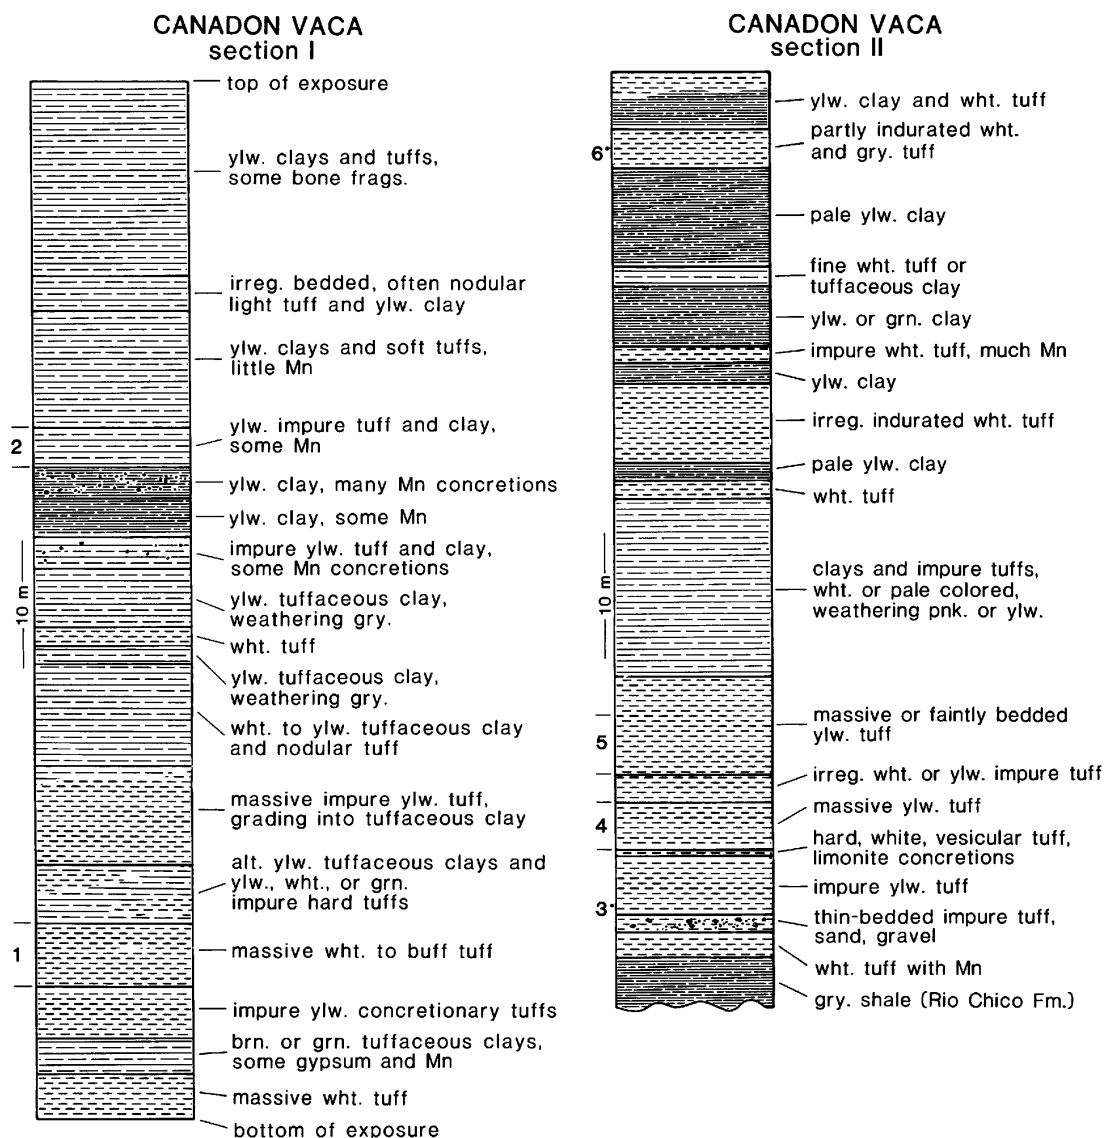 CANADON VACA
section I
top of exposure
ylw. clays and tuffs,
some bone frags.
irreg. bedded, often nodular
light tuff and ylw. clay
ylw. clays and soft tuffs,
little Mn
2
ylw. impure tuff and clay,
some Mn
ylw. clay, many Mn concretions
ylw. clay, some Mn
impure ylw. tuff and clay,
some Mn concretions
10 m
ylw. tuffaceous clay,
weathering gry.
wht. tuff
ylw. tuffaceous clay,
weathering gry.
wht. to ylw. tuffaceous clay
and nodular tuff
massive impure ylw. tuff,
grading into tuffaceous clay
alt. ylw. tuffaceous clays and
ylw., wht., or grn.
impure hard tuffs
1
massive wht. to buff tuff
impure ylw. concretionary tuffs
brn. or grn. tuffaceous clays,
some gypsum and Mn
massive wht. tuff
bottom of exposure
CANADON VACA
section II
ylw. clay and wht. tuff
6
partly indurated wht.
and gry. tuff
pale ylw. clay
fine wht. tuff or
tuffaceous clay
ylw. or grn. clay
impure wht. tuff, much Mn
ylw. clay
irreg. indurated wht. tuff
pale ylw. clay
wht. tuff
10 m
clays and impure tuffs,
wht. or pale colored,
weathering pnk. or ylw.
massive or faintly bedded
ylw. tuff
5
irreg. wht. or ylw. impure tuff
massive ylw. tuff
4
hard, white, vesicular tuff,
limonite concretions
impure ylw. tuff
3
thin-bedded impure tuff,
sand, gravel
wht. tuff with Mn
gry. shale (Rio Chico Fm.)